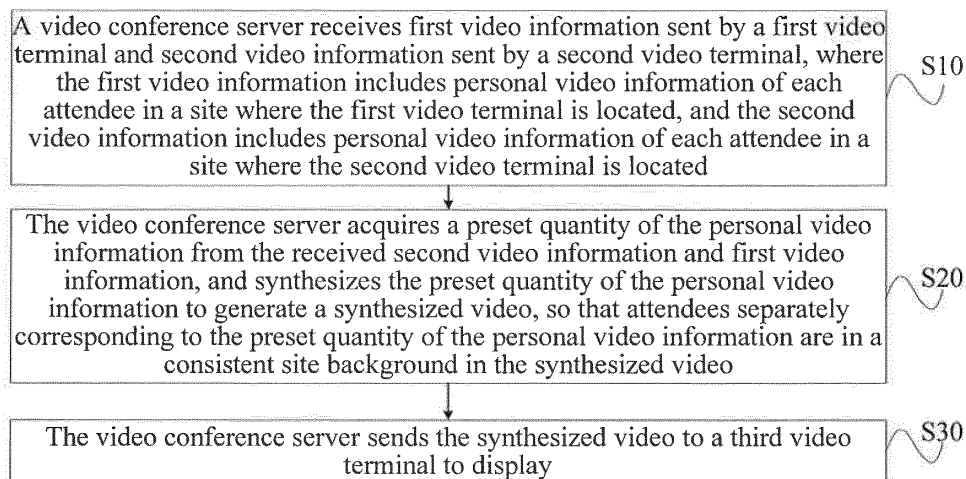 A video conference server receives first video information sent by a first video
terminal and second video information sent by a second video terminal, where
the first video information includes personal video information of each
attendee in a site where the first video terminal is located, and the second
video information includes personal video information of each attendee in a
site where the second video terminal is located
S10
The video conference server acquires a preset quantity of the personal video
information from the received second video information and first video
information, and synthesizes the preset quantity of the personal video
information to generate a synthesized video, so that attendees separately
corresponding to the preset quantity of the personal video information are in a
consistent site background in the synthesized video
S20
The video conference server sends the synthesized video to a third video
terminal to display
S30